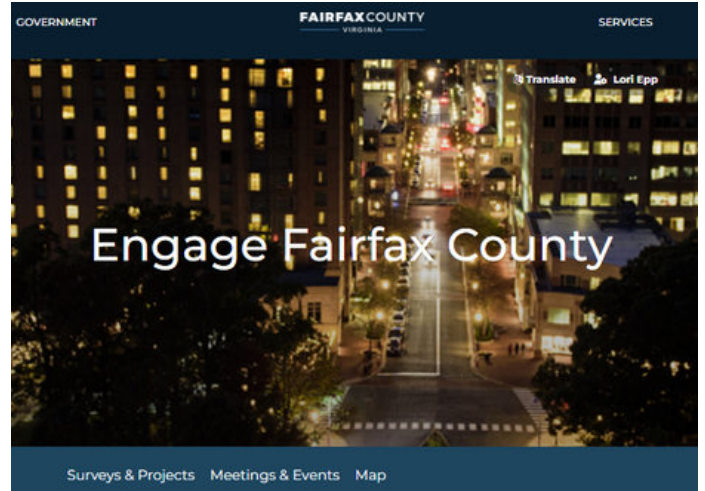 GOVERNMENT
FAIRFAX COUNTY
VIRGINIA
SERVICES
Translate
Lori Epp
Engage Fairfax County
Surveys & Projects Meetings & Events Map